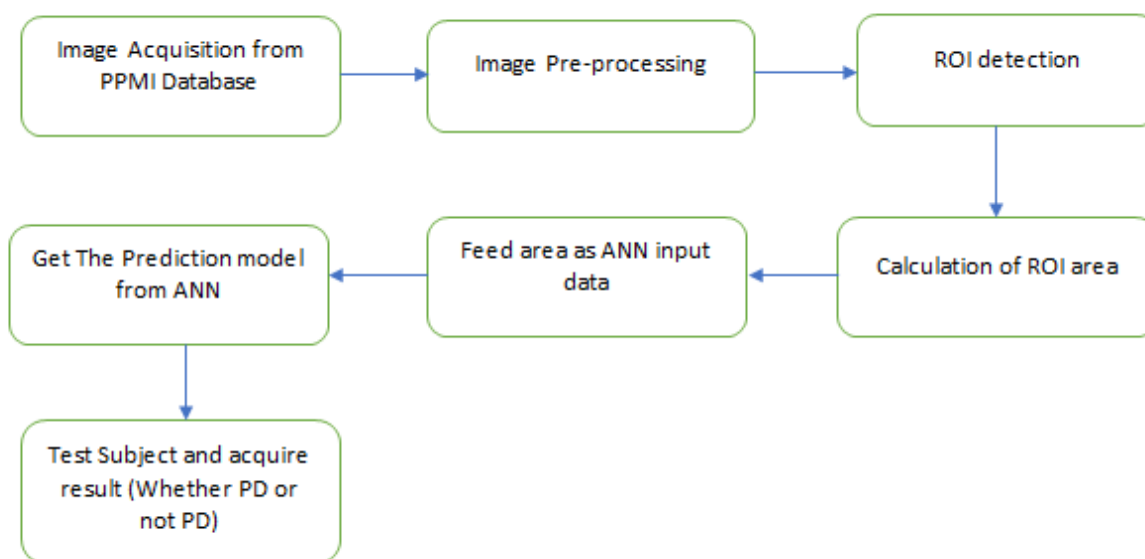 Image Acquisition from
PPMI Database
Image Pre-processing
ROI detection
Calculation of ROI area
Feed area as ANN input
data
Get The Prediction model
from ANN
Test Subject and acquire
result (Whether PD or
not PD)